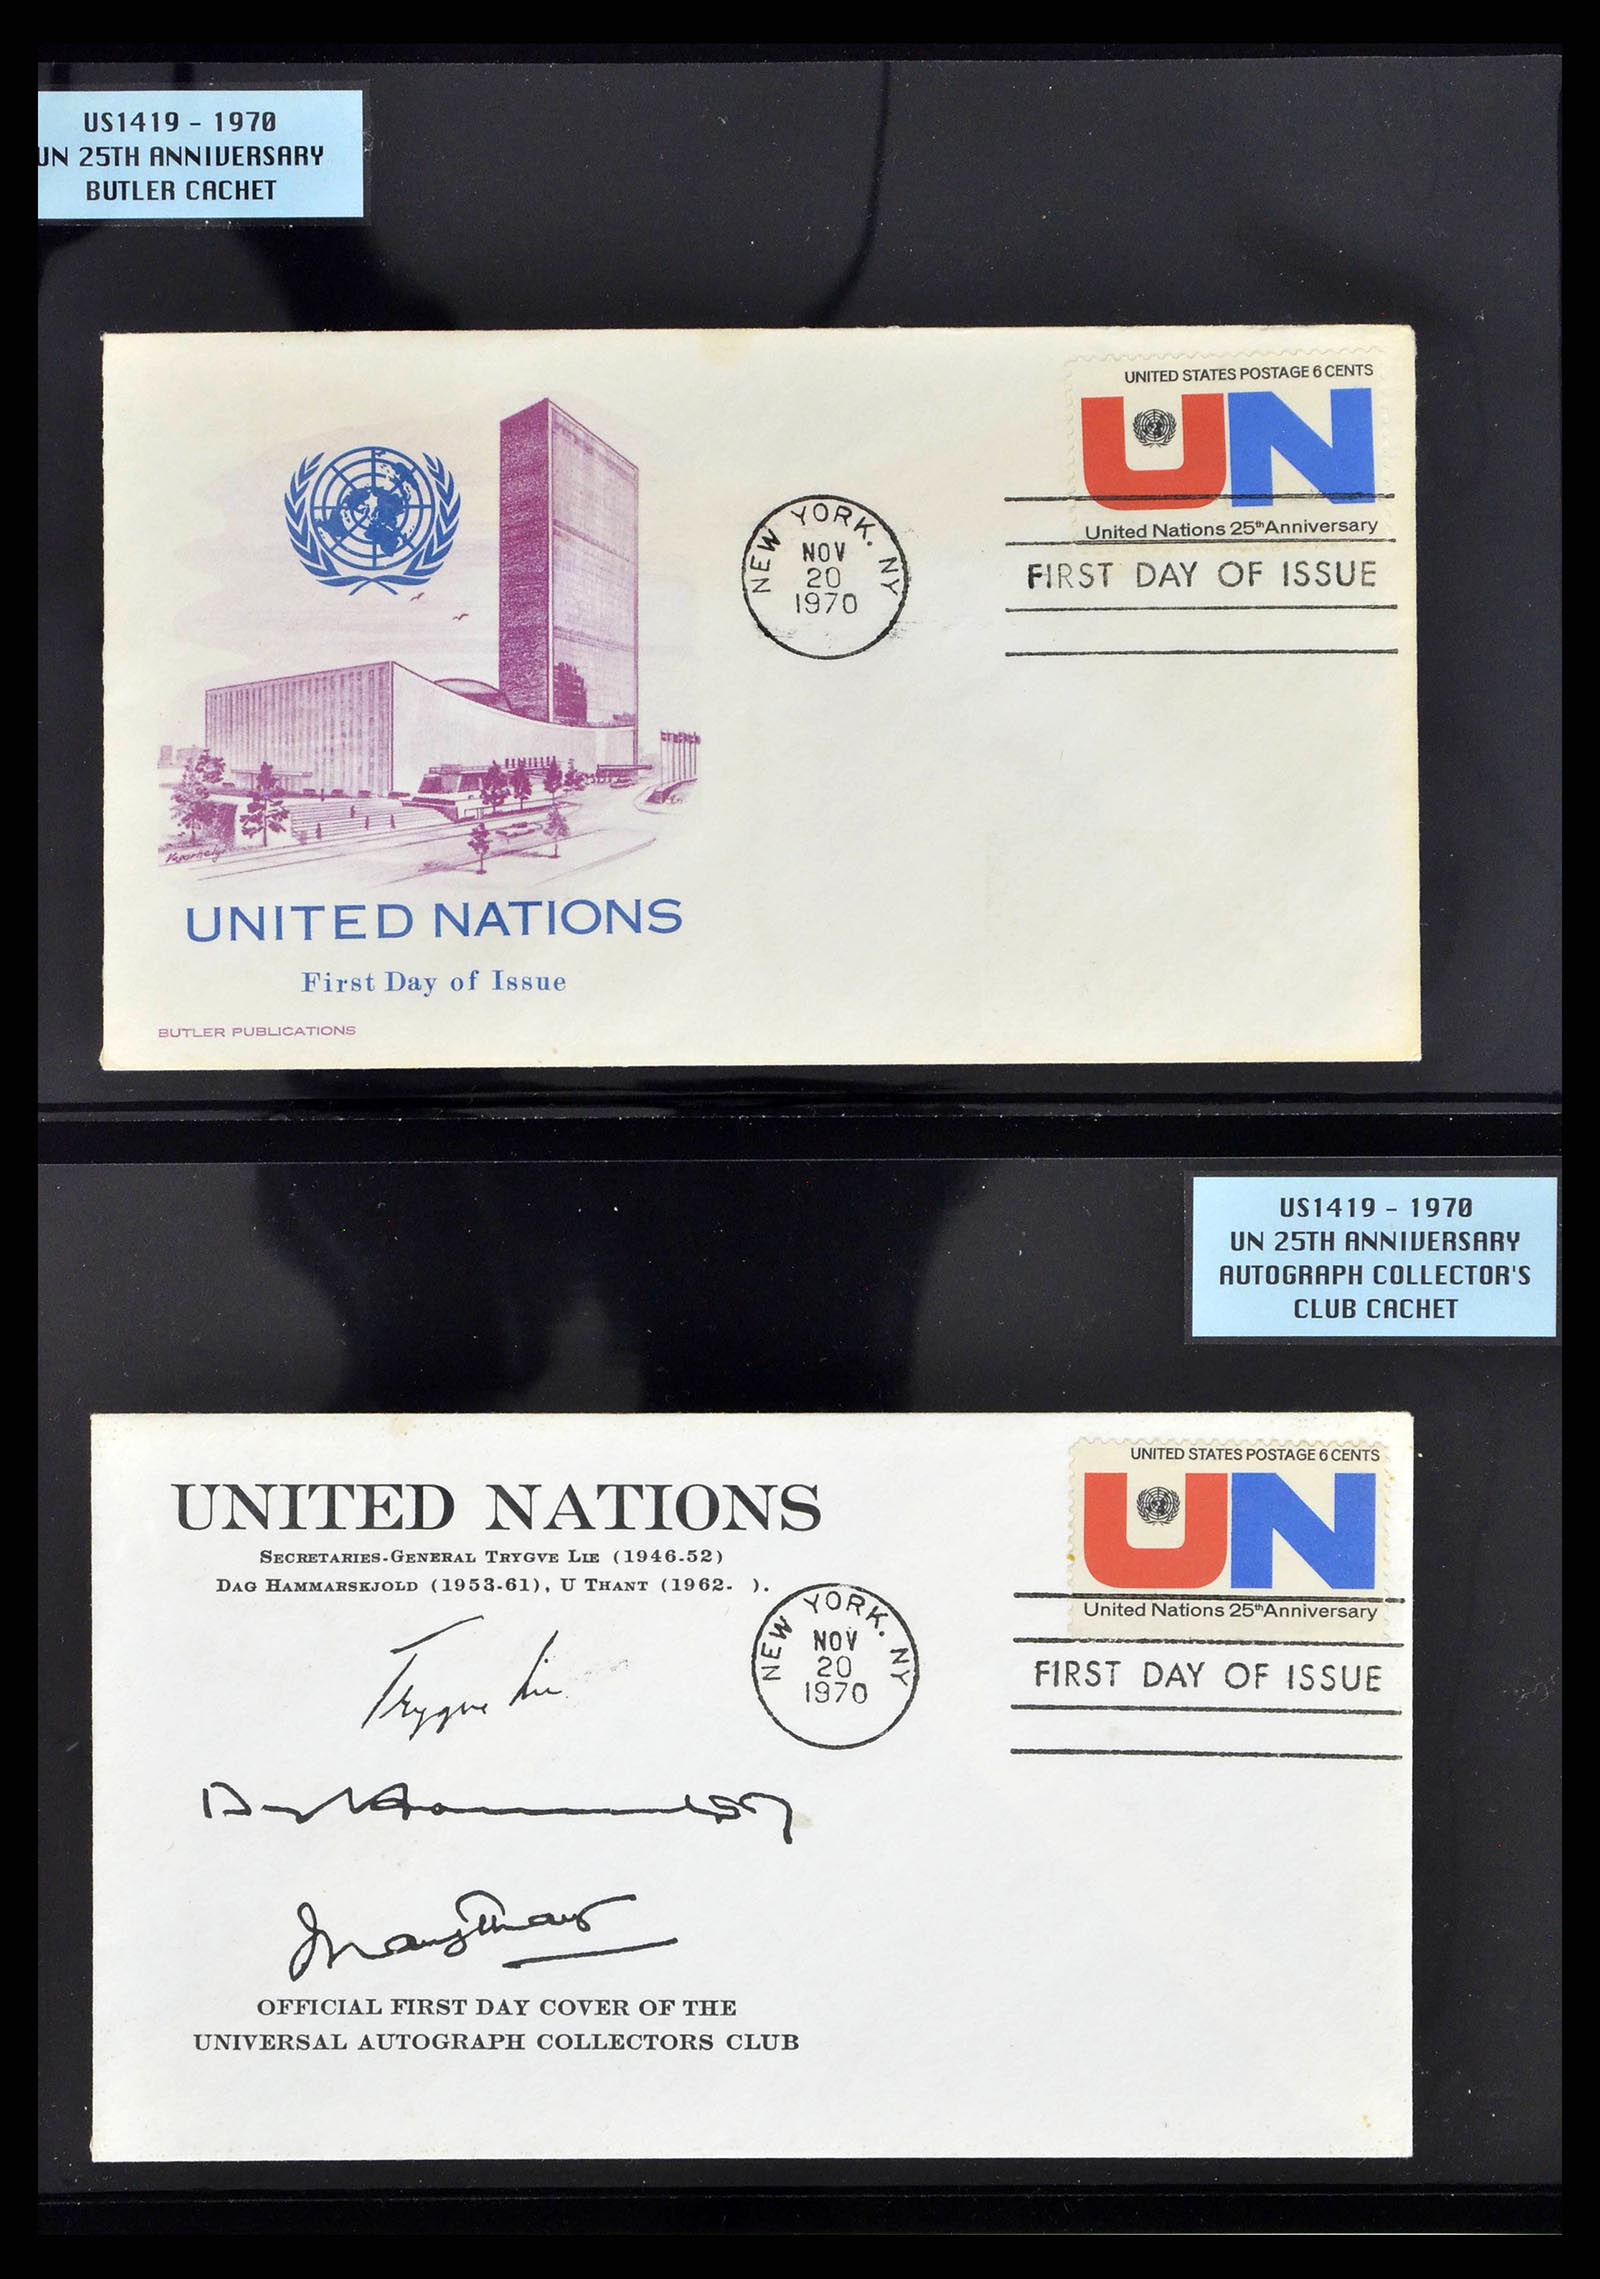 US1419 - 1970
UN 25TH ANNIVERSARY
BUTLER CACHET
UNITED STATES POSTAGE 6 CENTS
UN
United Nations 25th Anniversary
NEW YORK. NY
NOV
20
1970
FIRST DAY OF ISSUE
UNITED NATIONS
First Day of Issue
BUTLER PUBLICATIONS
US1419 - 1970
UN 25TH ANNIVERSARY
AUTOGRAPH COLLECTOR'S
CLUB CACHET
UNITED STATES POSTAGE 6 CENTS
UN
United Nations 25th Anniversary
UNITED NATIONS
SECRETARIES-GENERAL TRYGVE LIE (1946-52)
DAG HAMMARSKJOLD (1953-61), U THANT (1962- ).
NEW YORK. NY
NOV
20
1970
FIRST DAY OF ISSUE
Trygve Lie
OFFICIAL FIRST DAY COVER OF THE
UNIVERSAL AUTOGRAPH COLLECTORS CLUB